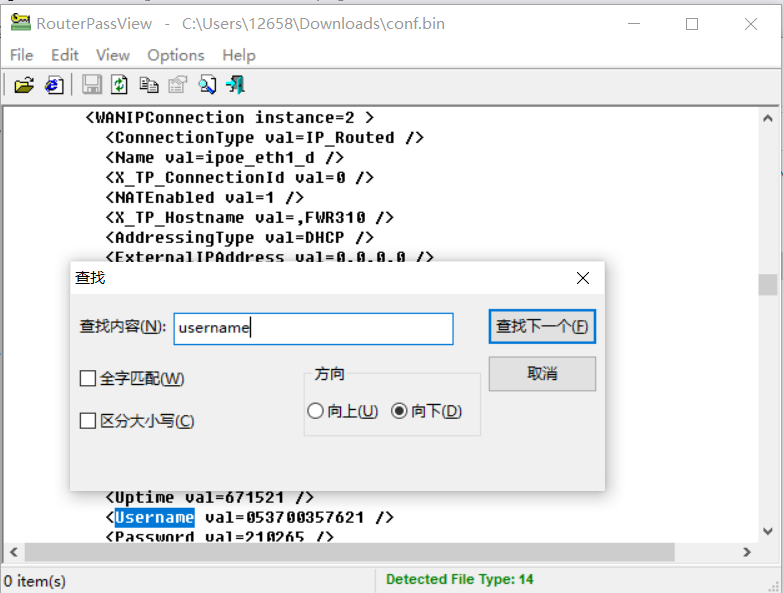 RouterPassView - C:\Users\12658\Downloads\conf.bin
File Edit View Options Help
<WANIPConnection instance=2 >
<ConnectionType val=IP_Routed />
<Name val=ipoe_eth1_d />
<X_TP_ConnectionId val=0 />
<NATEnabled val=1 />
<X_TP_Hostname val=,FWR310 />
<AddressingType val=DHCP />
<ExternalIPAddress val=0.0.0.0 />
查找
查找内容(N): username 查找下一个(F)
取消
全字匹配(W) 方向
向上(U) 向下(D)
区分大小写(C)
<Uptime val=671521 />
<Username val=053700357621 />
<Password val=210265 />
0 item(s) Detected File Type: 14